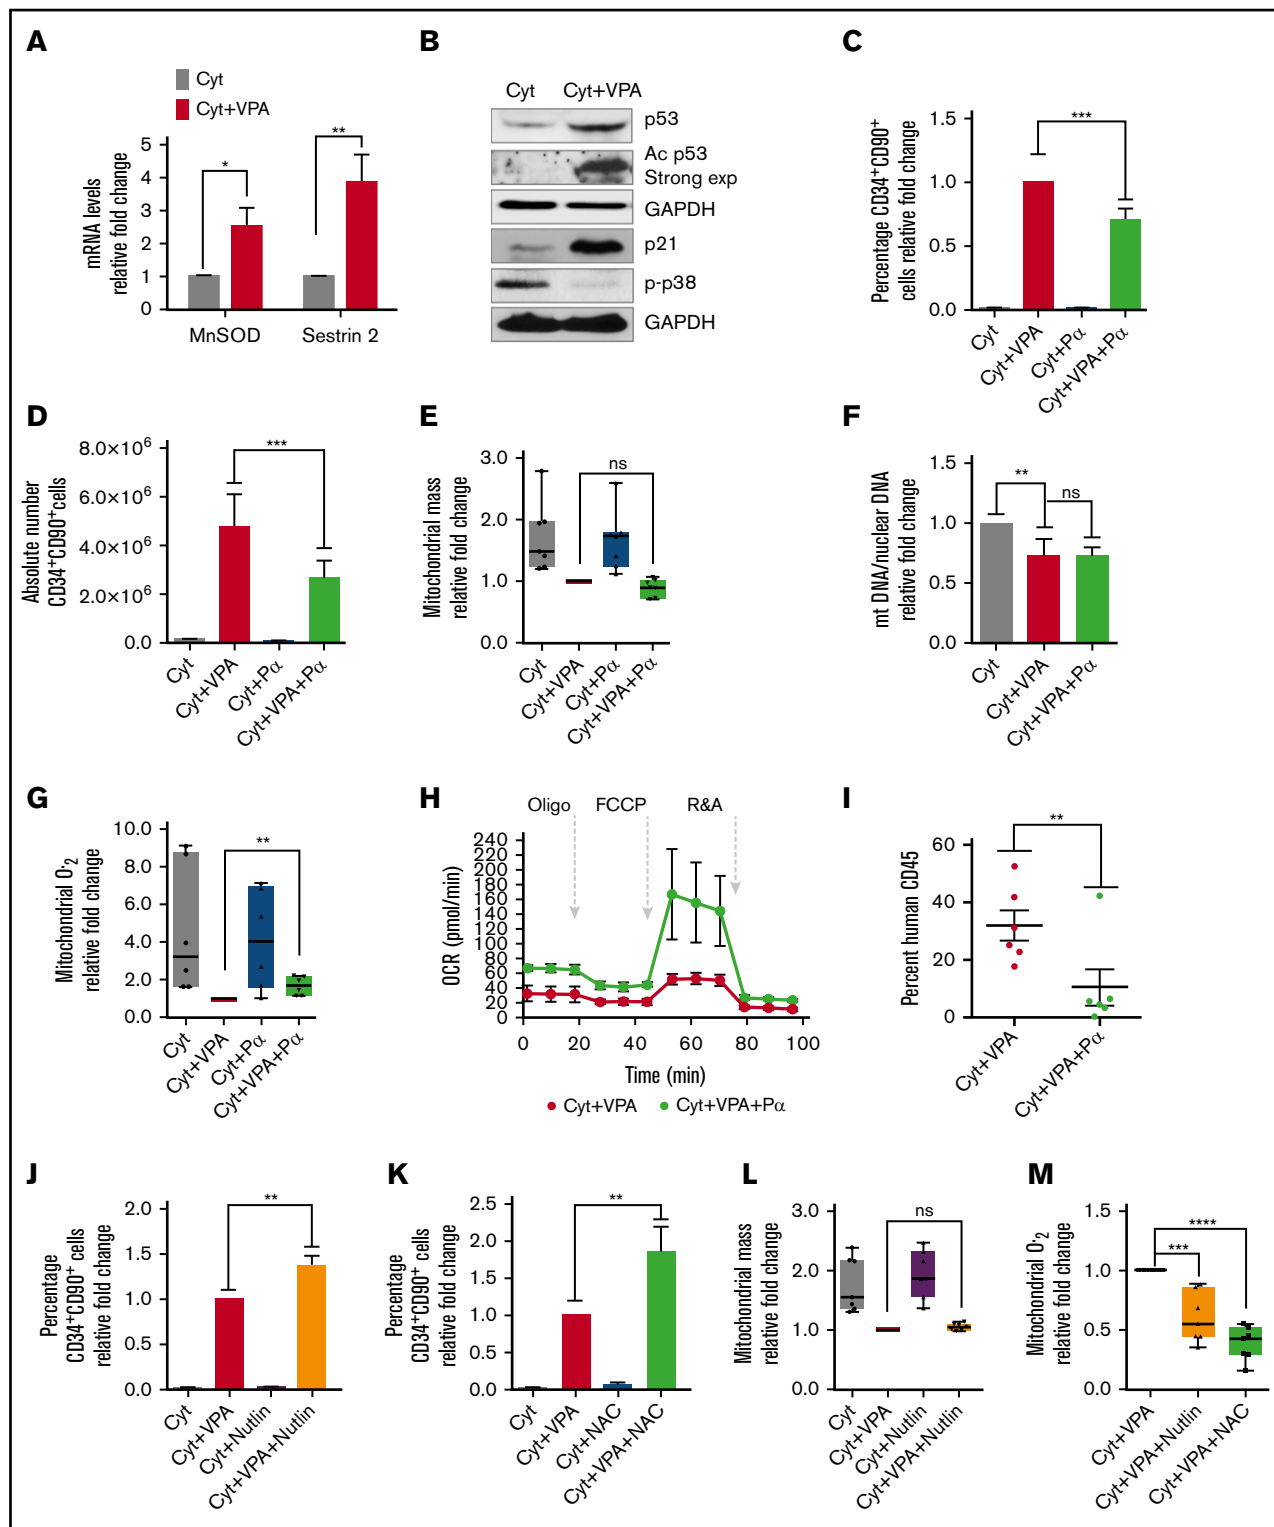 A
Cyt
Cyt+VPA
mRNA levels
relative fold change
5
4
3
2
1
0
*
**
MnSOD
Sestrin 2
B
Cyt
Cyt+VPA
p53
Ac p53
Strong exp
GAPDH
p21
p-p38
GAPDH
C
Percentage CD34+CD90+
cells relative fold change
1.5
1.0
0.5
0.0
***
Cyt
Cyt+VPA
Cyt+Pα
Cyt+VPA+Pα
D
Absolute number
CD34+CD90+cells
8.0×10⁶
6.0×10⁶
4.0×10⁶
2.0×10⁶
0.0
***
Cyt
Cyt+VPA
Cyt+Pα
Cyt+VPA+Pα
E
Mitochondrial mass
relative fold change
3.0
2.0
1.0
0.0
ns
Cyt
Cyt+VPA
Cyt+Pα
Cyt+VPA+Pα
F
mt DNA/nuclear DNA
relative fold change
1.5
1.0
0.5
0.0
**
ns
Cyt
Cyt+VPA
Cyt+VPA+Pα
G
Mitochondrial O·₂
relative fold change
10.0
8.0
6.0
4.0
2.0
0.0
**
Cyt
Cyt+VPA
Cyt+Pα
Cyt+VPA+Pα
H
Oligo
FCCP
R&A
OCR (pmol/min)
240
220
200
180
160
140
120
100
80
60
40
20
0
0 20 40 60 80 100
Time (min)
Cyt+VPA
Cyt+VPA+Pα
I
Percent human CD45
60
40
20
0
**
Cyt+VPA
Cyt+VPA+Pα
J
Percentage
CD34+CD90+ cells
relative fold change
2.0
1.5
1.0
0.5
0.0
**
Cyt
Cyt+VPA
Cyt+Nutlin
Cyt+VPA+Nutlin
K
Percentage
CD34+CD90+ cells
relative fold change
2.5
2.0
1.5
1.0
0.5
0.0
**
Cyt
Cyt+VPA
Cyt+NAC
Cyt+VPA+NAC
L
Mitochondrial mass
relative fold change
3.0
2.0
1.0
0.0
ns
Cyt
Cyt+VPA
Cyt+Nutlin
Cyt+VPA+Nutlin
M
Mitochondrial O·₂
relative fold change
1.5
1.0
0.5
0.0
****
***
Cyt+VPA
Cyt+VPA+Nutlin
Cyt+VPA+NAC